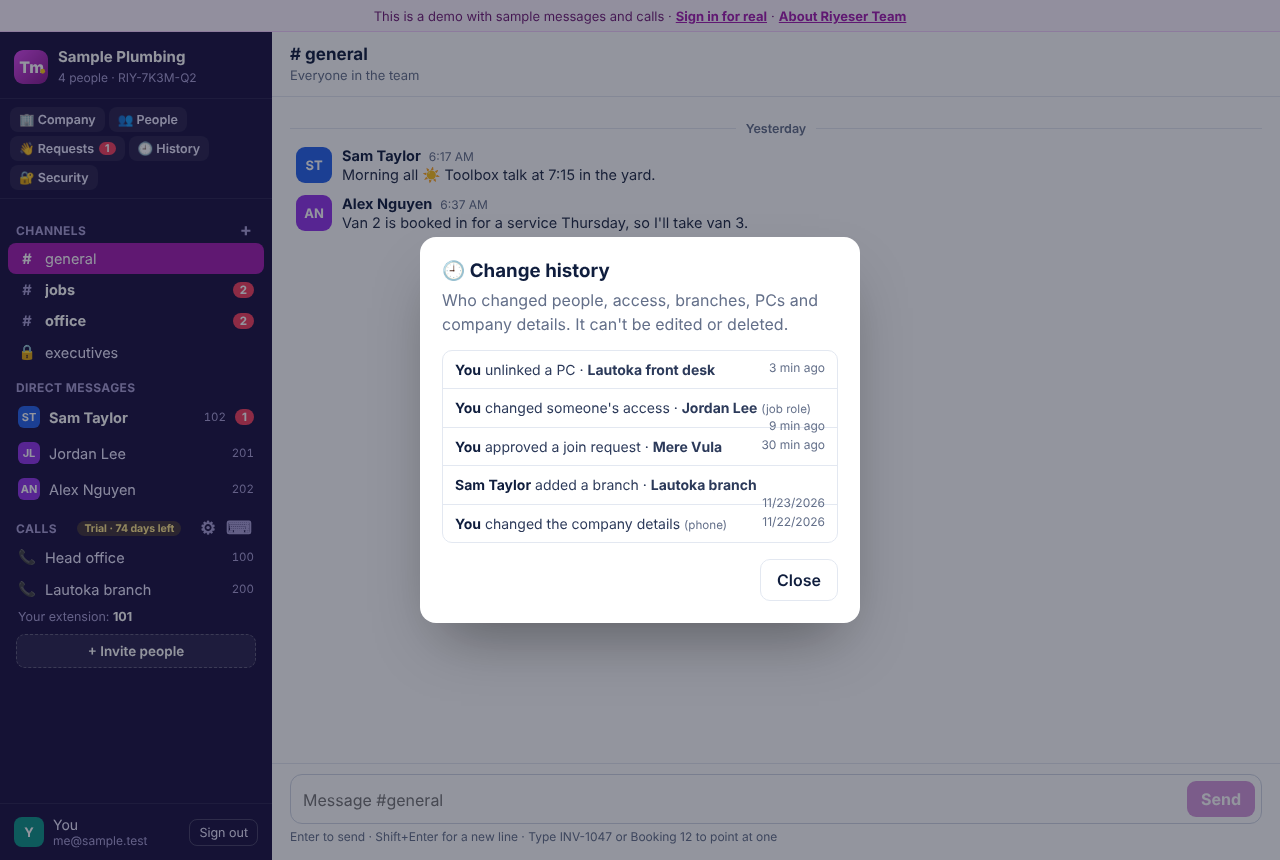 This is a demo with sample messages and calls · Sign in for real · About Riyeser Team
Tm
Sample Plumbing
4 people · RIY-7K3M-Q2
🏢 Company
👥 People
👋 Requests 1
🕘 History
🔐 Security
CHANNELS +
# general
# jobs 2
# office 2
🔒 executives
DIRECT MESSAGES
ST Sam Taylor 102 1
JL Jordan Lee 201
AN Alex Nguyen 202
CALLS Trial · 74 days left
Head office 100
Lautoka branch 200
Your extension: 101
+ Invite people
Y
You
me@sample.test
Sign out
# general
Everyone in the team
Yesterday
ST
Sam Taylor 6:17 AM
Morning all ☀️ Toolbox talk at 7:15 in the yard.
AN
Alex Nguyen 6:37 AM
Van 2 is booked in for a service Thursday, so I'll take van 3.
🕘 Change history
Who changed people, access, branches, PCs and
company details. It can't be edited or deleted.
You unlinked a PC · Lautoka front desk 3 min ago
You changed someone's access · Jordan Lee (job role)
9 min ago
You approved a join request · Mere Vula 30 min ago
Sam Taylor added a branch · Lautoka branch
11/23/2026
You changed the company details (phone) 11/22/2026
Close
Message #general
Send
Enter to send · Shift+Enter for a new line · Type INV-1047 or Booking 12 to point at one